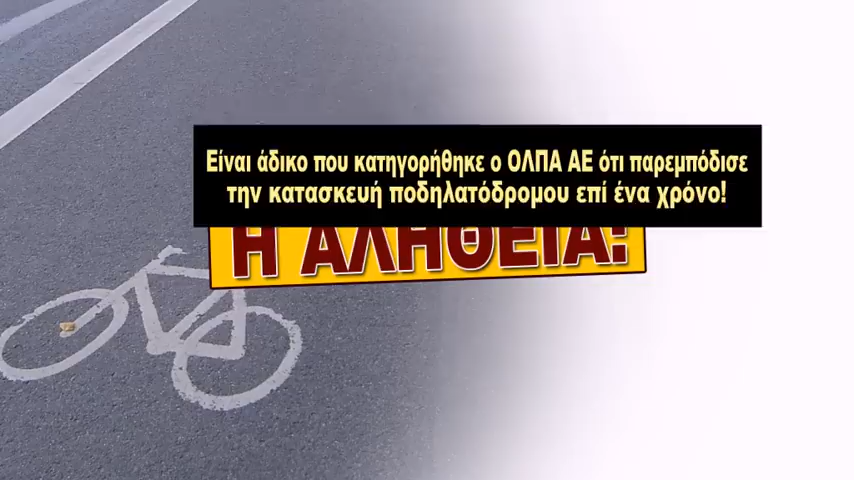 Είναι άδικο που κατηγορήθηκε ο ΟΛΠΑ ΑΕ ότι παρεμπόδισε
την κατασκευή ποδηλατόδρομου επί ένα χρόνο!
Η ΑΛΗΘΕΙΑ!